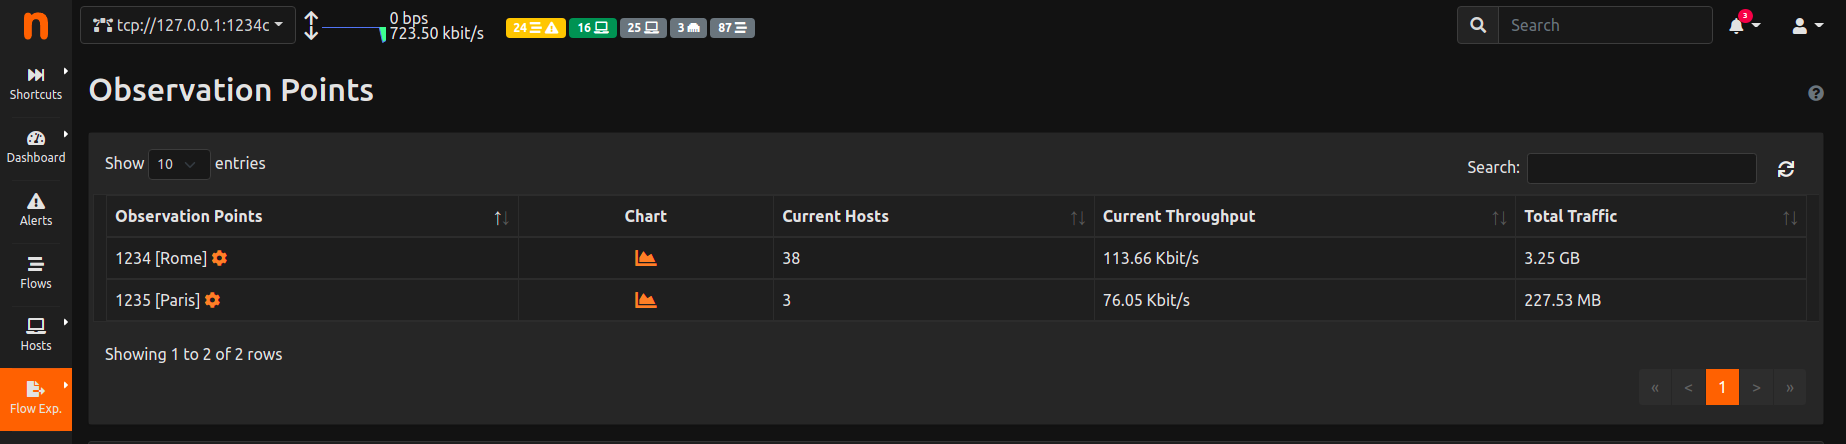 n tcp://127.0.0.1:1234c 0 bps 24 16 25 3 87 Search 3
723.50 kbit/s
Shortcuts
Dashboard
Alerts
Flows
Hosts
Flow Exp.
Observation Points
Show 10 entries Search:
Observation Points Chart Current Hosts Current Throughput Total Traffic
1234 [Rome] 38 113.66 Kbit/s 3.25 GB
1235 [Paris] 3 76.05 Kbit/s 227.53 MB
Showing 1 to 2 of 2 rows
« < 1 > »